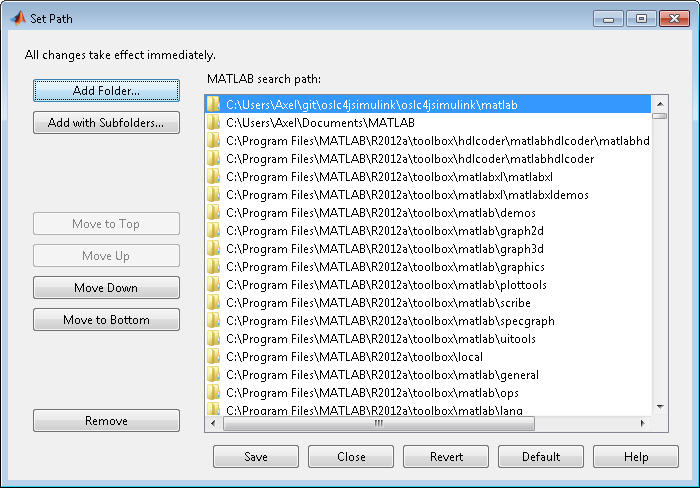 Set Path
All changes take effect immediately.
Add Folder...
Add with Subfolders...
Move to Top
Move Up
Move Down
Move to Bottom
Remove
MATLAB search path:
C:\Users\Axel\git\oslc4jsimulink\oslc4jsimulink\matlab
C:\Users\Axel\Documents\MATLAB
C:\Program Files\MATLAB\R2012a\toolbox\hdlcoder\matlabhdlcoder\matlabhd
C:\Program Files\MATLAB\R2012a\toolbox\hdlcoder\matlabhdlcoder
C:\Program Files\MATLAB\R2012a\toolbox\matlabxl\matlabxl
C:\Program Files\MATLAB\R2012a\toolbox\matlabxl\matlabxldemos
C:\Program Files\MATLAB\R2012a\toolbox\matlab\demos
C:\Program Files\MATLAB\R2012a\toolbox\matlab\graph2d
C:\Program Files\MATLAB\R2012a\toolbox\matlab\graph3d
C:\Program Files\MATLAB\R2012a\toolbox\matlab\graphics
C:\Program Files\MATLAB\R2012a\toolbox\matlab\plottools
C:\Program Files\MATLAB\R2012a\toolbox\matlab\scribe
C:\Program Files\MATLAB\R2012a\toolbox\matlab\specgraph
C:\Program Files\MATLAB\R2012a\toolbox\matlab\uitools
C:\Program Files\MATLAB\R2012a\toolbox\local
C:\Program Files\MATLAB\R2012a\toolbox\matlab\general
C:\Program Files\MATLAB\R2012a\toolbox\matlab\ops
C:\Program Files\MATLAB\R2012a\toolbox\matlab\lang
Save
Close
Revert
Default
Help